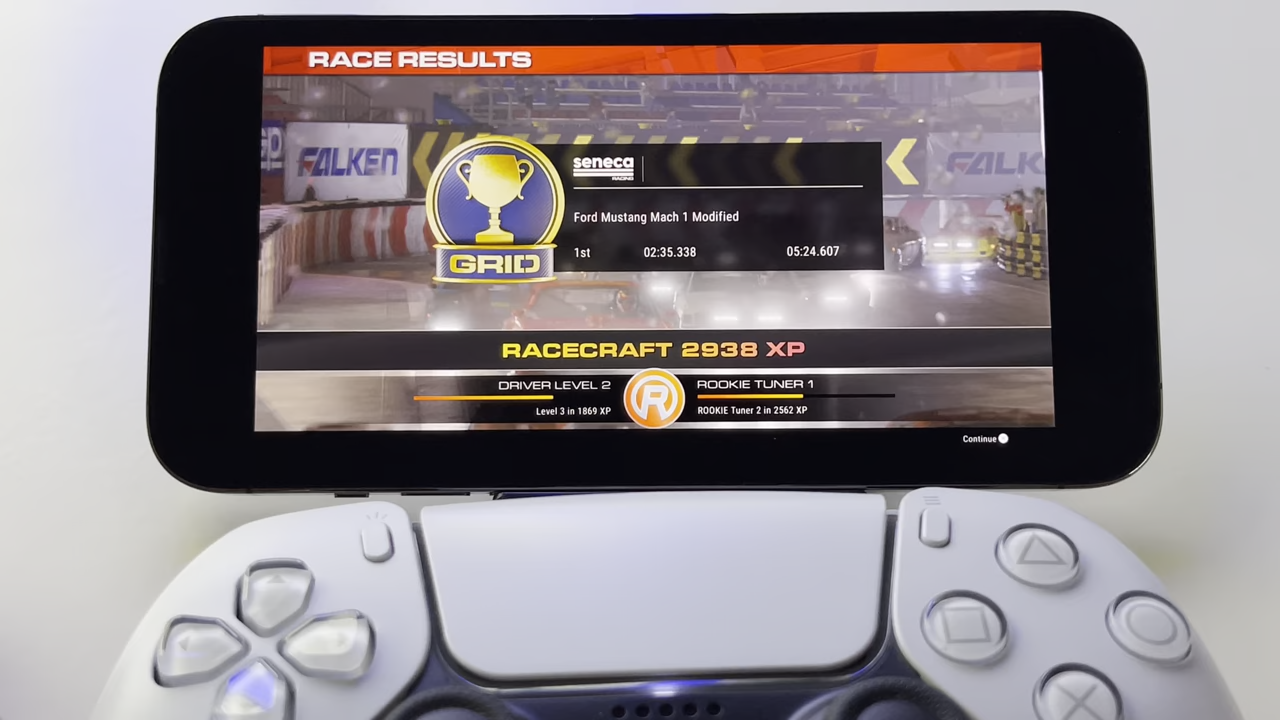 RACE RESULTS
FALKEN
seneca
RACING
FALK
Ford Mustang Mach 1 Modified
1st 02:35.338 05:24.607
GRID
RACECRAFT 2938 XP
DRIVER LEVEL 2
Level 3 in 1869 XP
R
ROOKIE TUNER 1
ROOKIE Tuner 2 in 2562 XP
Continue